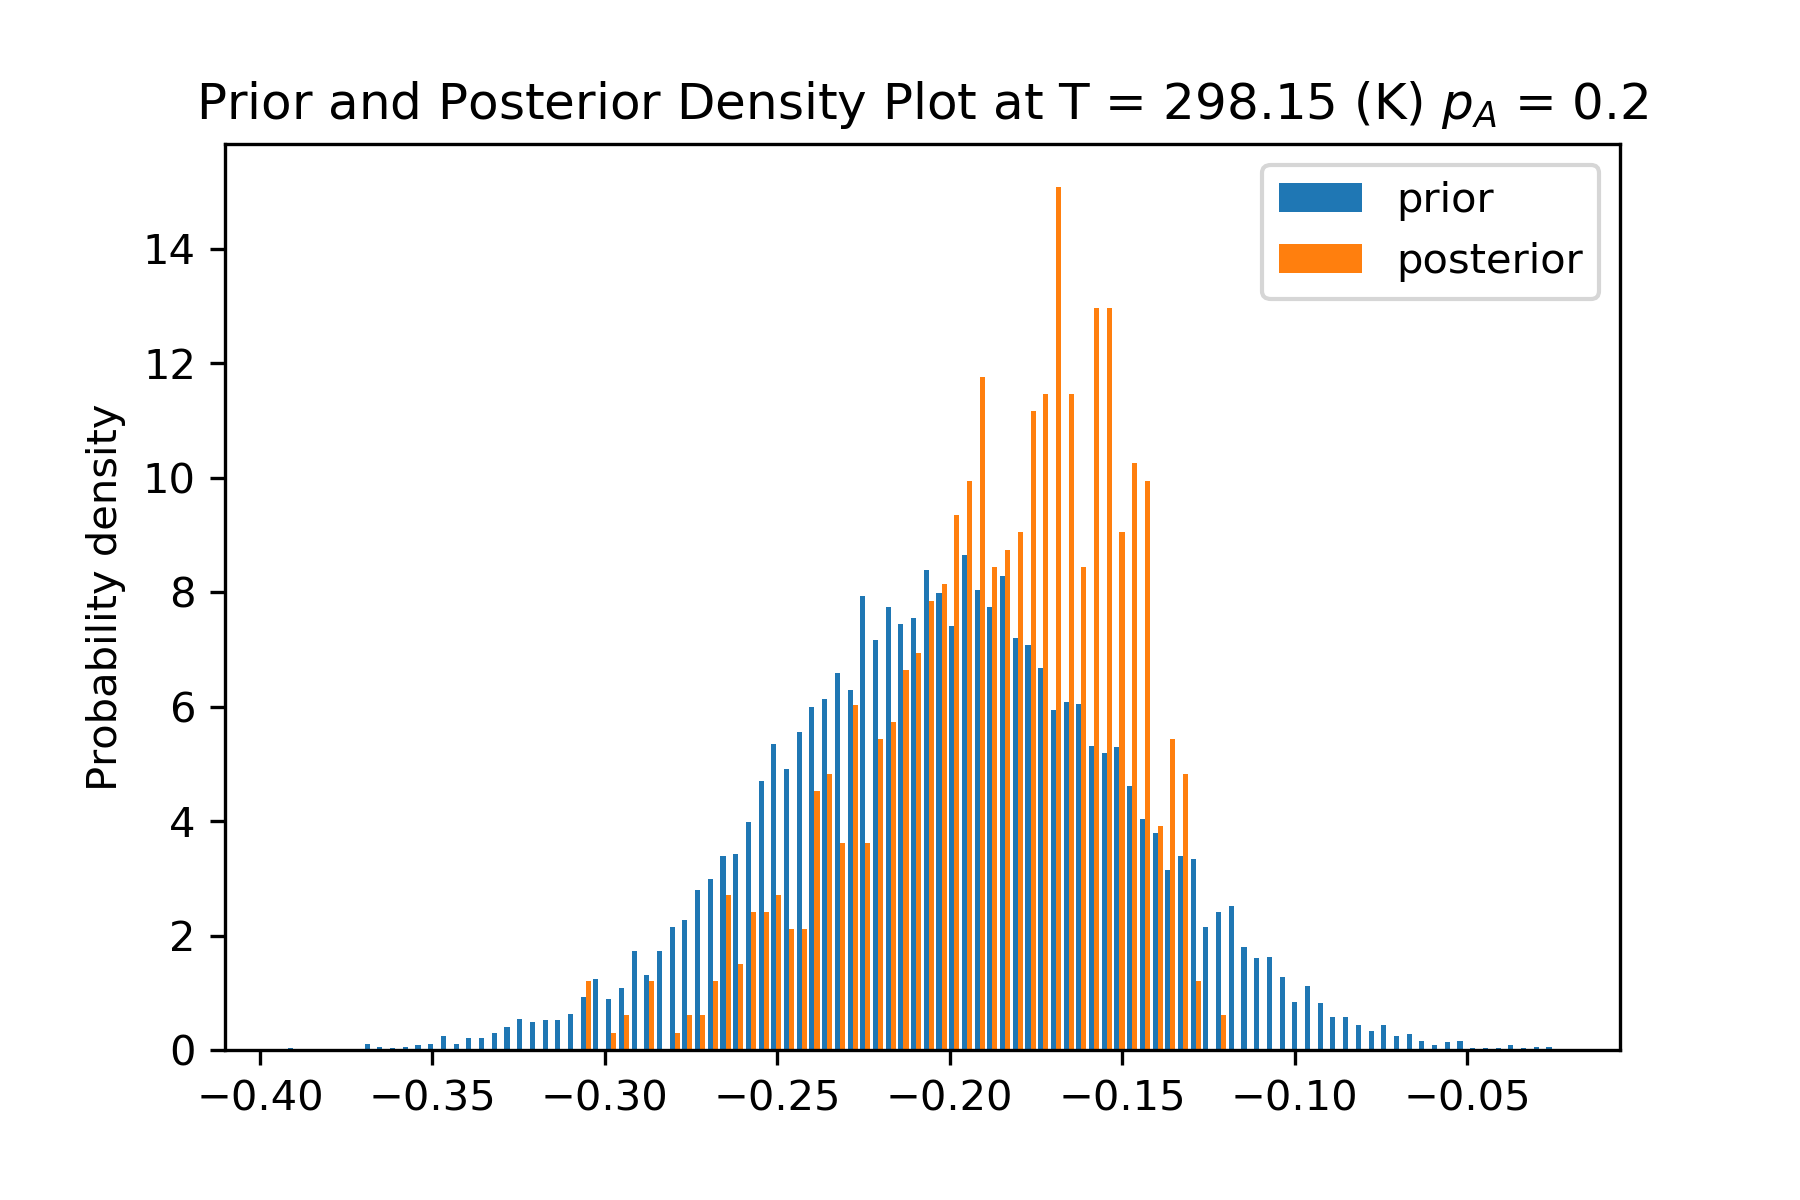 Prior and Posterior Density Plot at T = 298.15 (K) p_A = 0.2
prior
posterior
Probability density
14
12
10
8
6
4
2
0
−0.40 −0.35 −0.30 −0.25 −0.20 −0.15 −0.10 −0.05